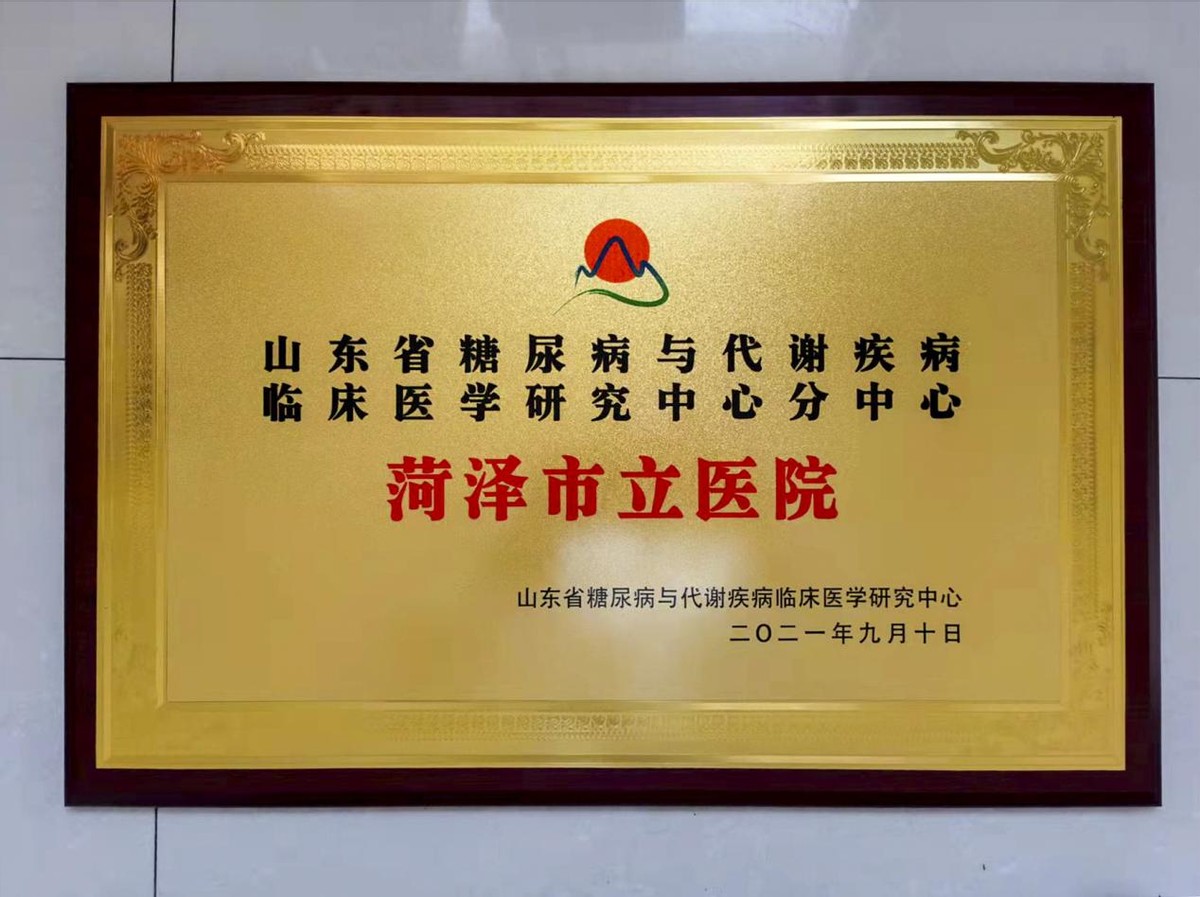 山东省糖尿病与代谢疾病
临床医学研究中心分中心
菏泽市立医院
山东省糖尿病与代谢疾病临床医学研究中心
二〇二一年九月十日